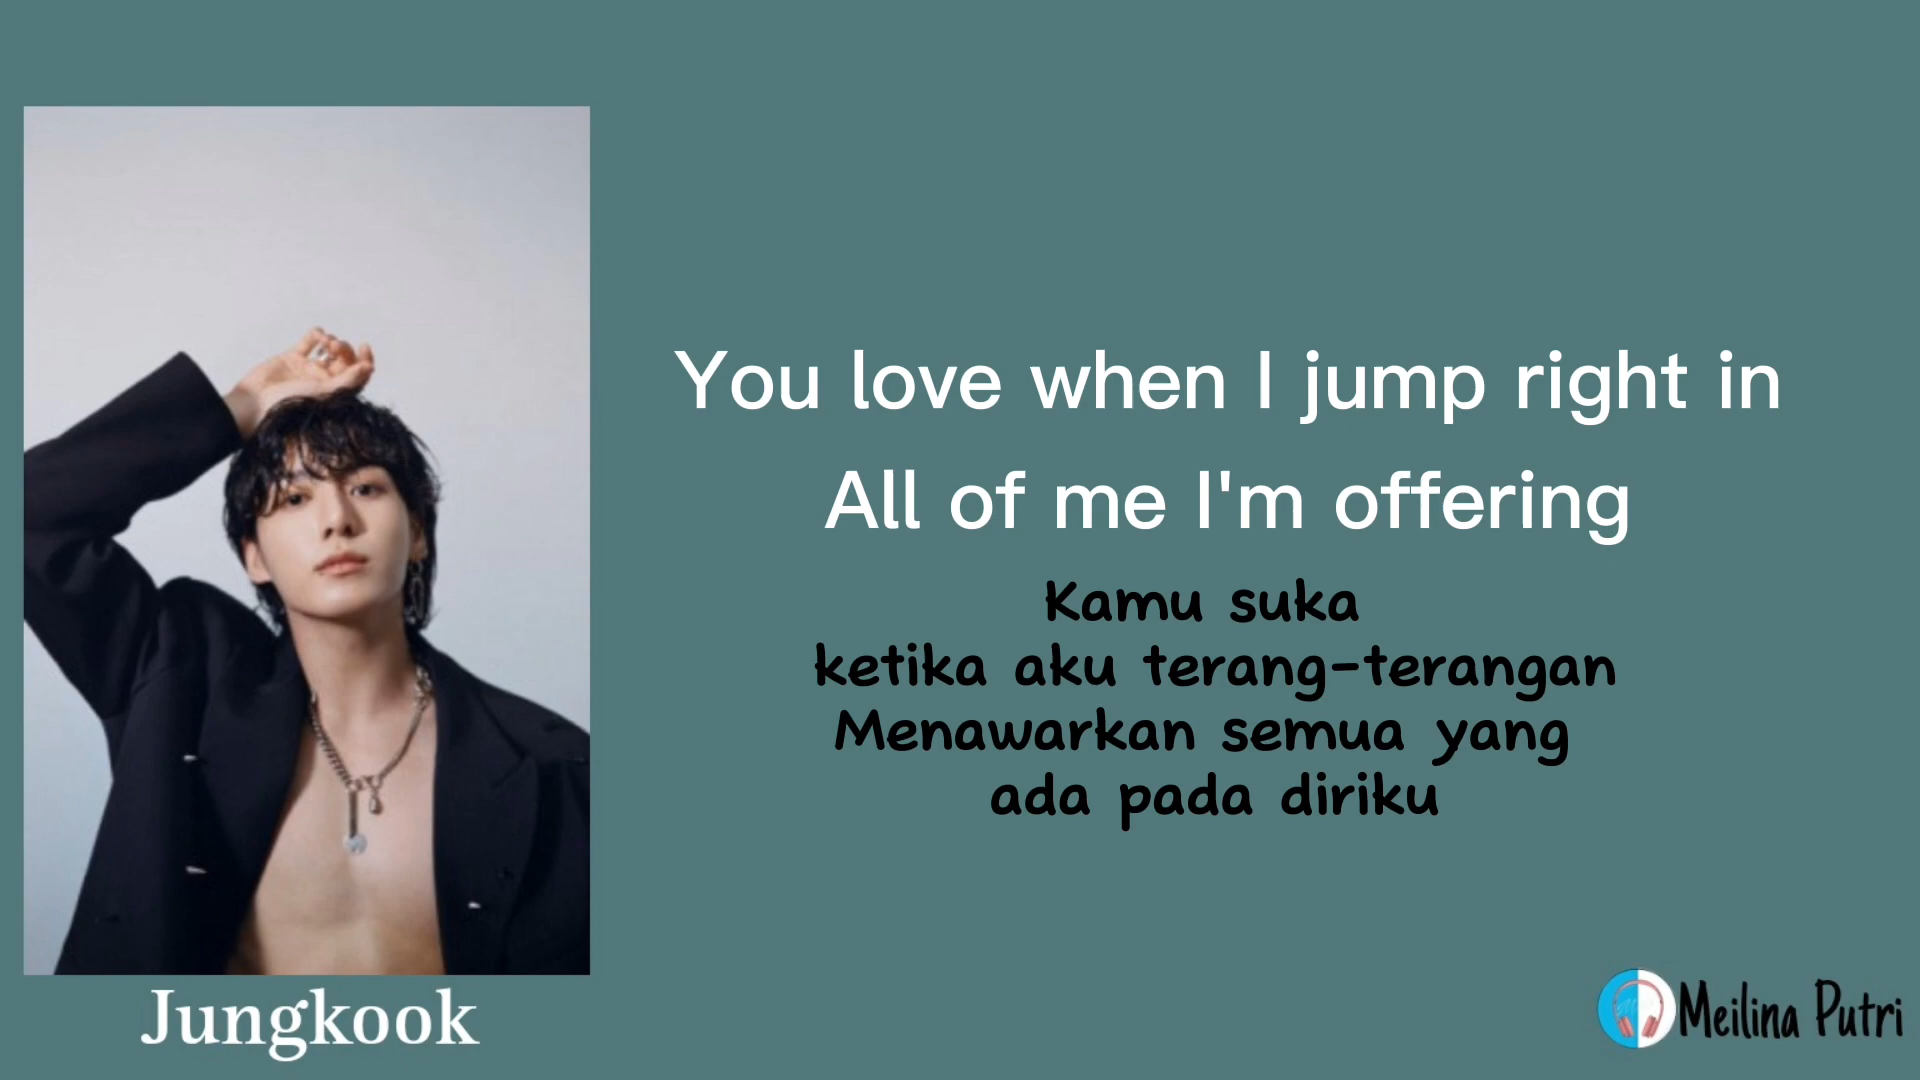 You love when I jump right in
All of me I'm offering
Kamu suka
ketika aku terang-terangan
Menawarkan semua yang
ada pada diriku
Jungkook
Meilina Putri